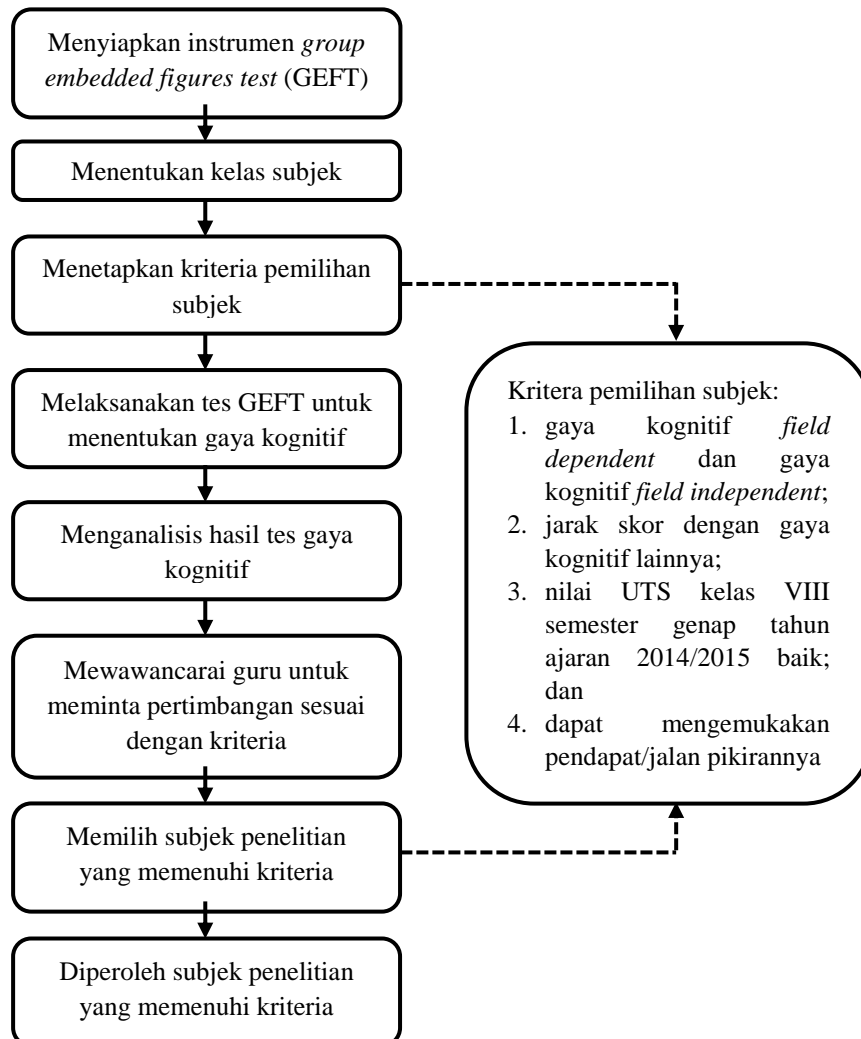 Menyiapkan instrumen group
embedded figures test (GEFT)
Menentukan kelas subjek
Menetapkan kriteria pemilihan
subjek
Melaksanakan tes GEFT untuk
menentukan gaya kognitif
Menganalisis hasil tes gaya
kognitif
Mewawancarai guru untuk
meminta pertimbangan sesuai
dengan kriteria
Memilih subjek penelitian
yang memenuhi kriteria
Diperoleh subjek penelitian
yang memenuhi kriteria
Kritera pemilihan subjek:
1. gaya kognitif field
dependent dan gaya
kognitif field independent;
2. jarak skor dengan gaya
kognitif lainnya;
3. nilai UTS kelas VIII
semester genap tahun
ajaran 2014/2015 baik;
dan
4. dapat mengemukakan
pendapat/jalan pikirannya